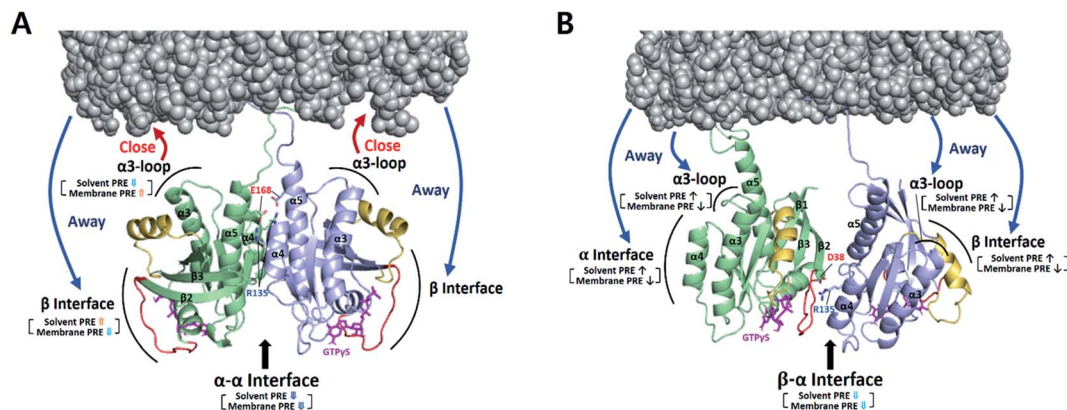 A
Close
α3-loop
Solvent PRE ⇩
Membrane PRE ⇧
Away
β Interface
Solvent PRE ⇧
Membrane PRE ⇩
α3
α5
α4
β3
β2
E168
R135
α5
α4
α3
Close
α3-loop
Away
β Interface
GTPγS
α-α Interface
Solvent PRE ⇩
Membrane PRE ⇩
B
Away
α3-loop
Solvent PRE ↑
Membrane PRE ↓
α Interface
Solvent PRE ↑
Membrane PRE ↓
α5
α3
α4
β1
β3
β2
D38
GTPγS
R135
α5
α4
α3
Away
α3-loop
Solvent PRE ↑
Membrane PRE ↓
β Interface
Solvent PRE ↑
Membrane PRE ↓
β-α Interface
Solvent PRE ⇩
Membrane PRE ⇩